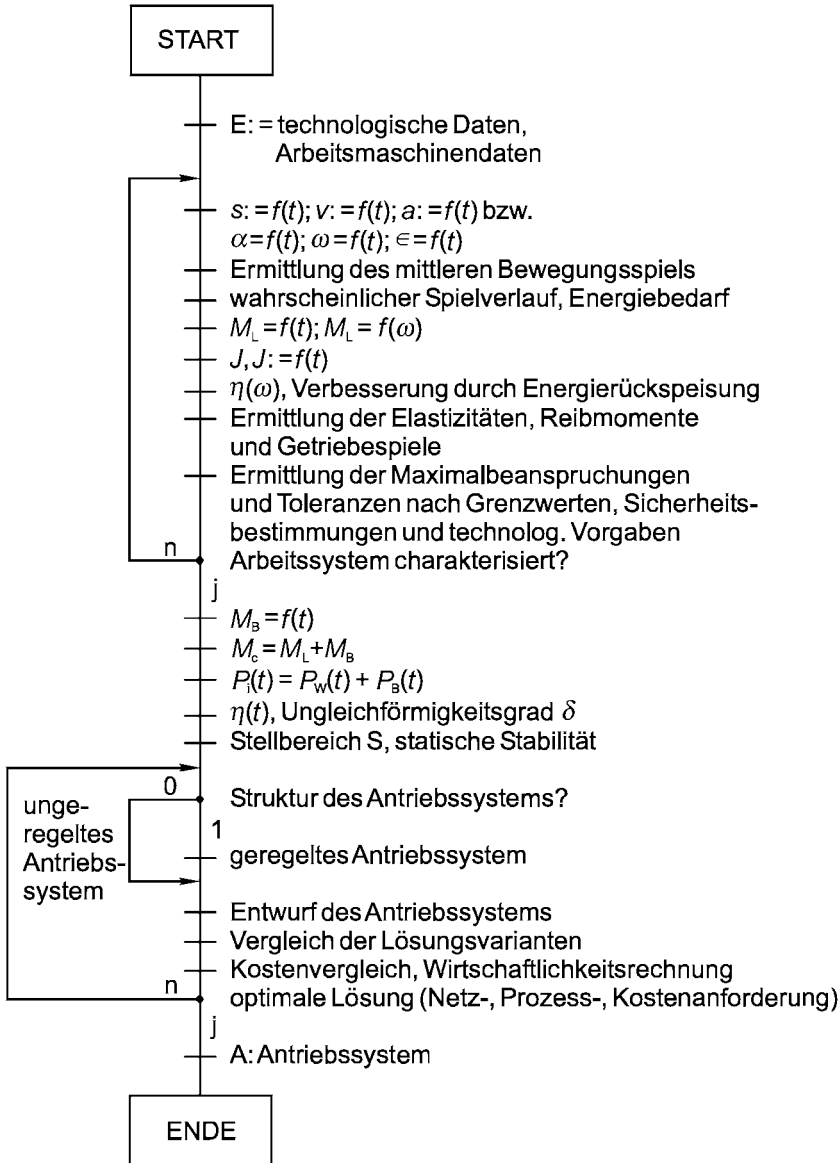 START
E: = technologische Daten,
Arbeitsmaschinendaten
s: =f(t); v: =f(t); a: =f(t) bzw.
α=f(t); ω=f(t); ∈=f(t)
Ermittlung des mittleren Bewegungsspiels
wahrscheinlicher Spielverlauf, Energiebedarf
M_L =f(t); M_L = f(ω)
J, J: =f(t)
η(ω), Verbesserung durch Energierückspeisung
Ermittlung der Elastizitäten, Reibmomente
und Getriebespiele
Ermittlung der Maximalbeanspruchungen
und Toleranzen nach Grenzwerten, Sicherheits-
bestimmungen und technolog. Vorgaben
n
Arbeitssystem charakterisiert?
j
M_B =f(t)
M_c = M_L + M_B
P_i(t) = P_W(t) + P_B(t)
η(t), Ungleichförmigkeitsgrad δ
Stellbereich S, statische Stabilität
0
Struktur des Antriebssystems?
unge-
regeltes
Antriebs-
system
1
geregeltes Antriebssystem
Entwurf des Antriebssystems
Vergleich der Lösungsvarianten
Kostenvergleich, Wirtschaftlichkeitsrechnung
n
optimale Lösung (Netz-, Prozess-, Kostenanforderung)
j
A: Antriebssystem
ENDE